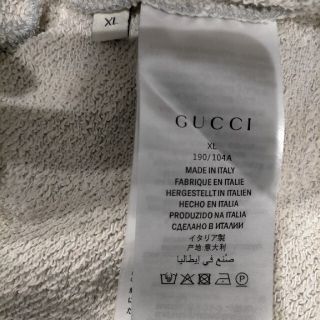 XL
GUCCI
XL
190/104A
MADE IN ITALY
FABRIQUE EN ITALIE
HERGESTELLT IN ITALIEN
HECHO EN ITALIA
PRODUZIDO NA ITALIA
СДЕЛАНО В ИТАЛИИ
イタリア製
产地:意大利
صنع في إيطاليا